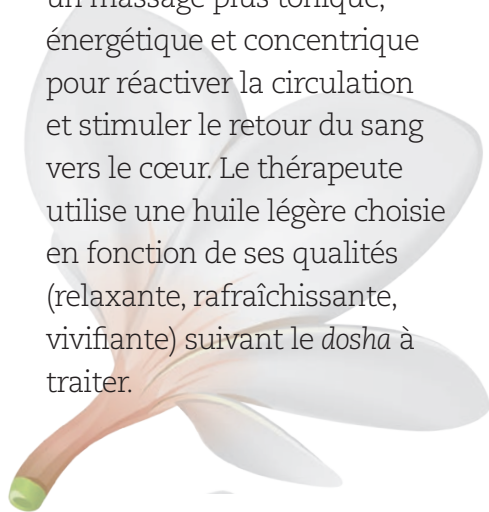 un massage plus tonique,
énergétique et concentrique
pour réactiver la circulation
et stimuler le retour du sang
vers le cœur. Le thérapeute
utilise une huile légère choisie
en fonction de ses qualités
(relaxante, rafraîchissante,
vivifiante) suivant le dosha à
traiter.